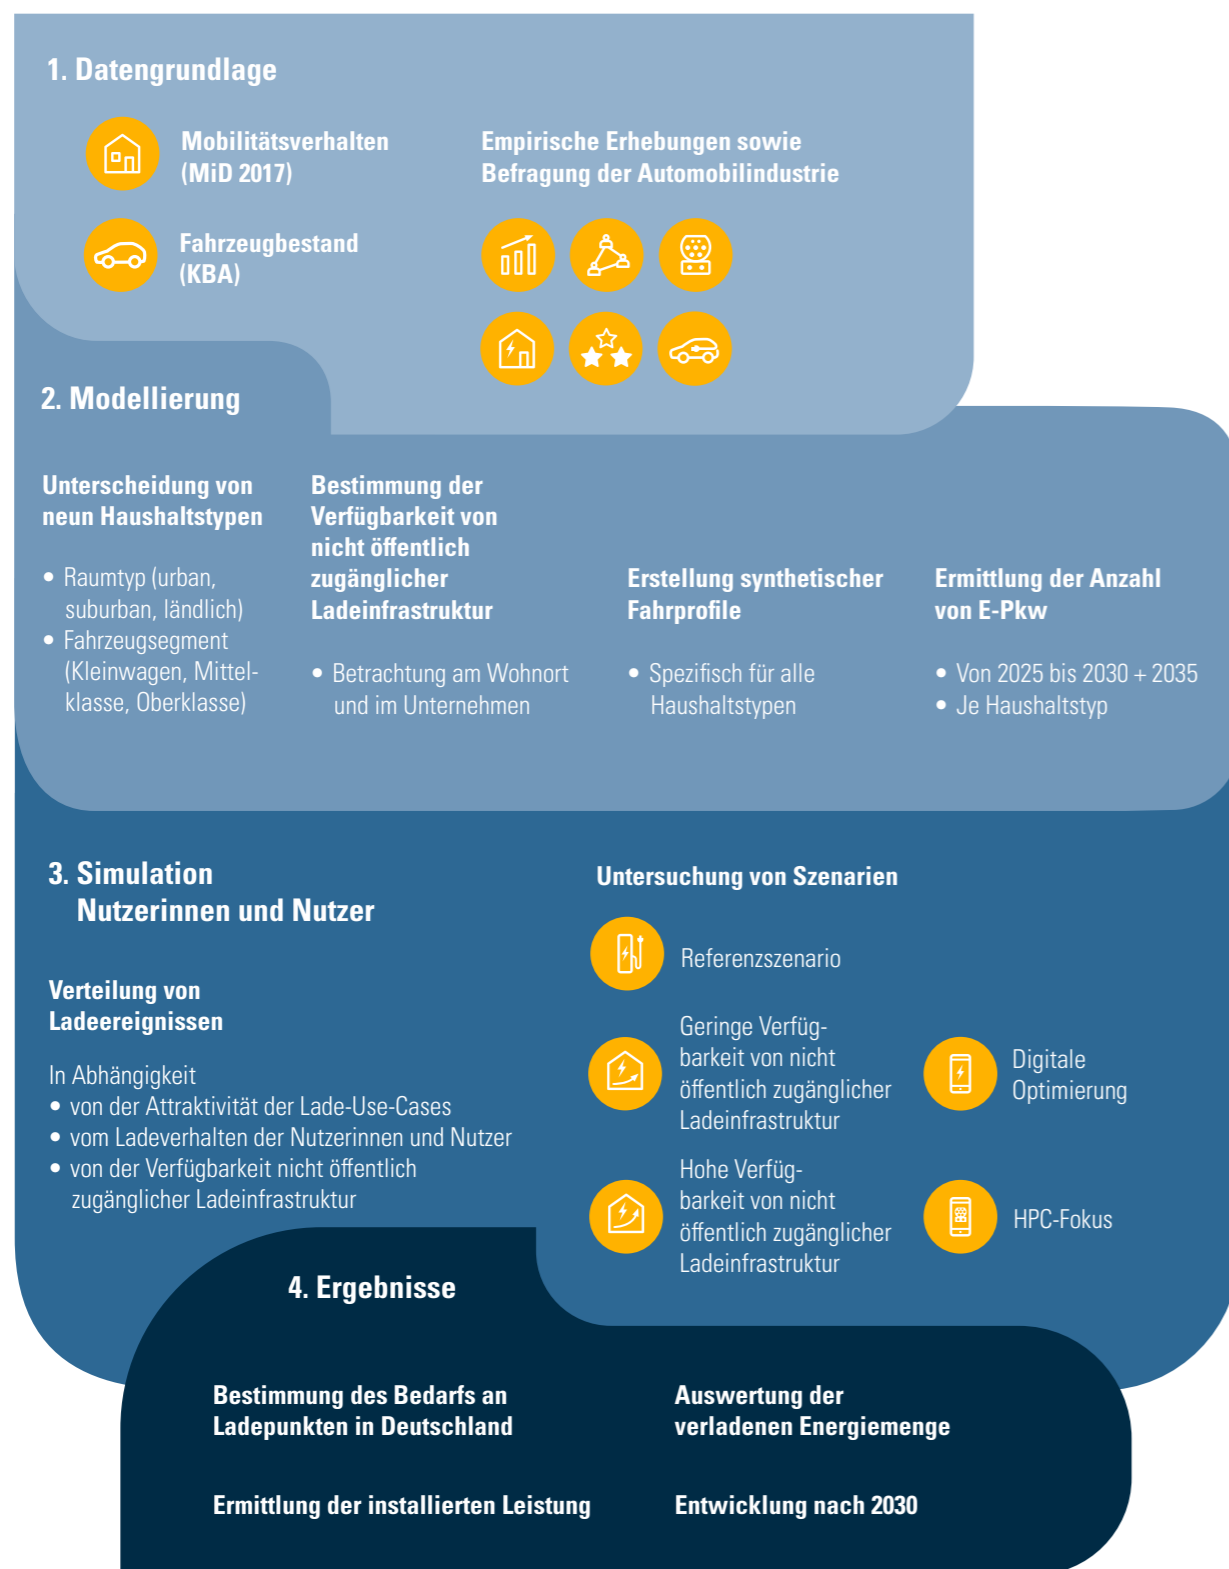 1. Datengrundlage
Mobilitätsverhalten
(MiD 2017)
Fahrzeugbestand
(KBA)
Empirische Erhebungen sowie
Befragung der Automobilindustrie
2. Modellierung
Unterscheidung von
neun Haushaltstypen
• Raumtyp (urban,
suburban, ländlich)
• Fahrzeugsegment
(Kleinwagen, Mittel-
klasse, Oberklasse)
Bestimmung der
Verfügbarkeit von
nicht öffentlich
zugänglicher
Ladeinfrastruktur
• Betrachtung am Wohnort
und im Unternehmen
Erstellung synthetischer
Fahrprofile
• Spezifisch für alle
Haushaltstypen
Ermittlung der Anzahl
von E-Pkw
• Von 2025 bis 2030 + 2035
• Je Haushaltstyp
3. Simulation
Nutzerinnen und Nutzer
Verteilung von
Ladeereignissen
In Abhängigkeit
• von der Attraktivität der Lade-Use-Cases
• vom Ladeverhalten der Nutzerinnen und Nutzer
• von der Verfügbarkeit nicht öffentlich
zugänglicher Ladeinfrastruktur
Untersuchung von Szenarien
Referenzszenario
Geringe Verfüg-
barkeit von nicht
öffentlich zugänglicher
Ladeinfrastruktur
Digitale
Optimierung
Hohe Verfüg-
barkeit von nicht
öffentlich zugänglicher
Ladeinfrastruktur
HPC-Fokus
4. Ergebnisse
Bestimmung des Bedarfs an
Ladepunkten in Deutschland
Auswertung der
verladenen Energiemenge
Ermittlung der installierten Leistung
Entwicklung nach 2030